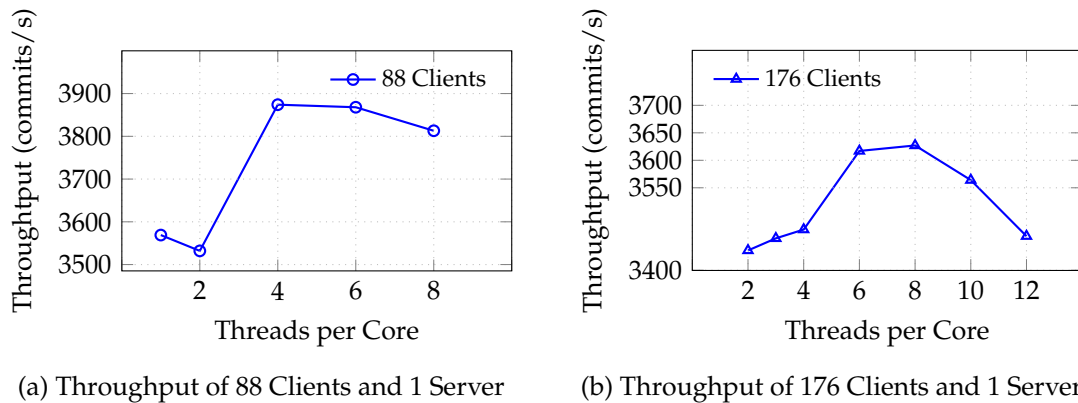 Throughtput (commits/s)
3900
3800
3700
3600
3500
2 4 6 8
Threads per Core
88 Clients
(a) Throughput of 88 Clients and 1 Server
Throughtput (commits/s)
3700
3650
3600
3550
3400
2 4 6 8 10 12
Threads per Core
176 Clients
(b) Throughput of 176 Clients and 1 Server